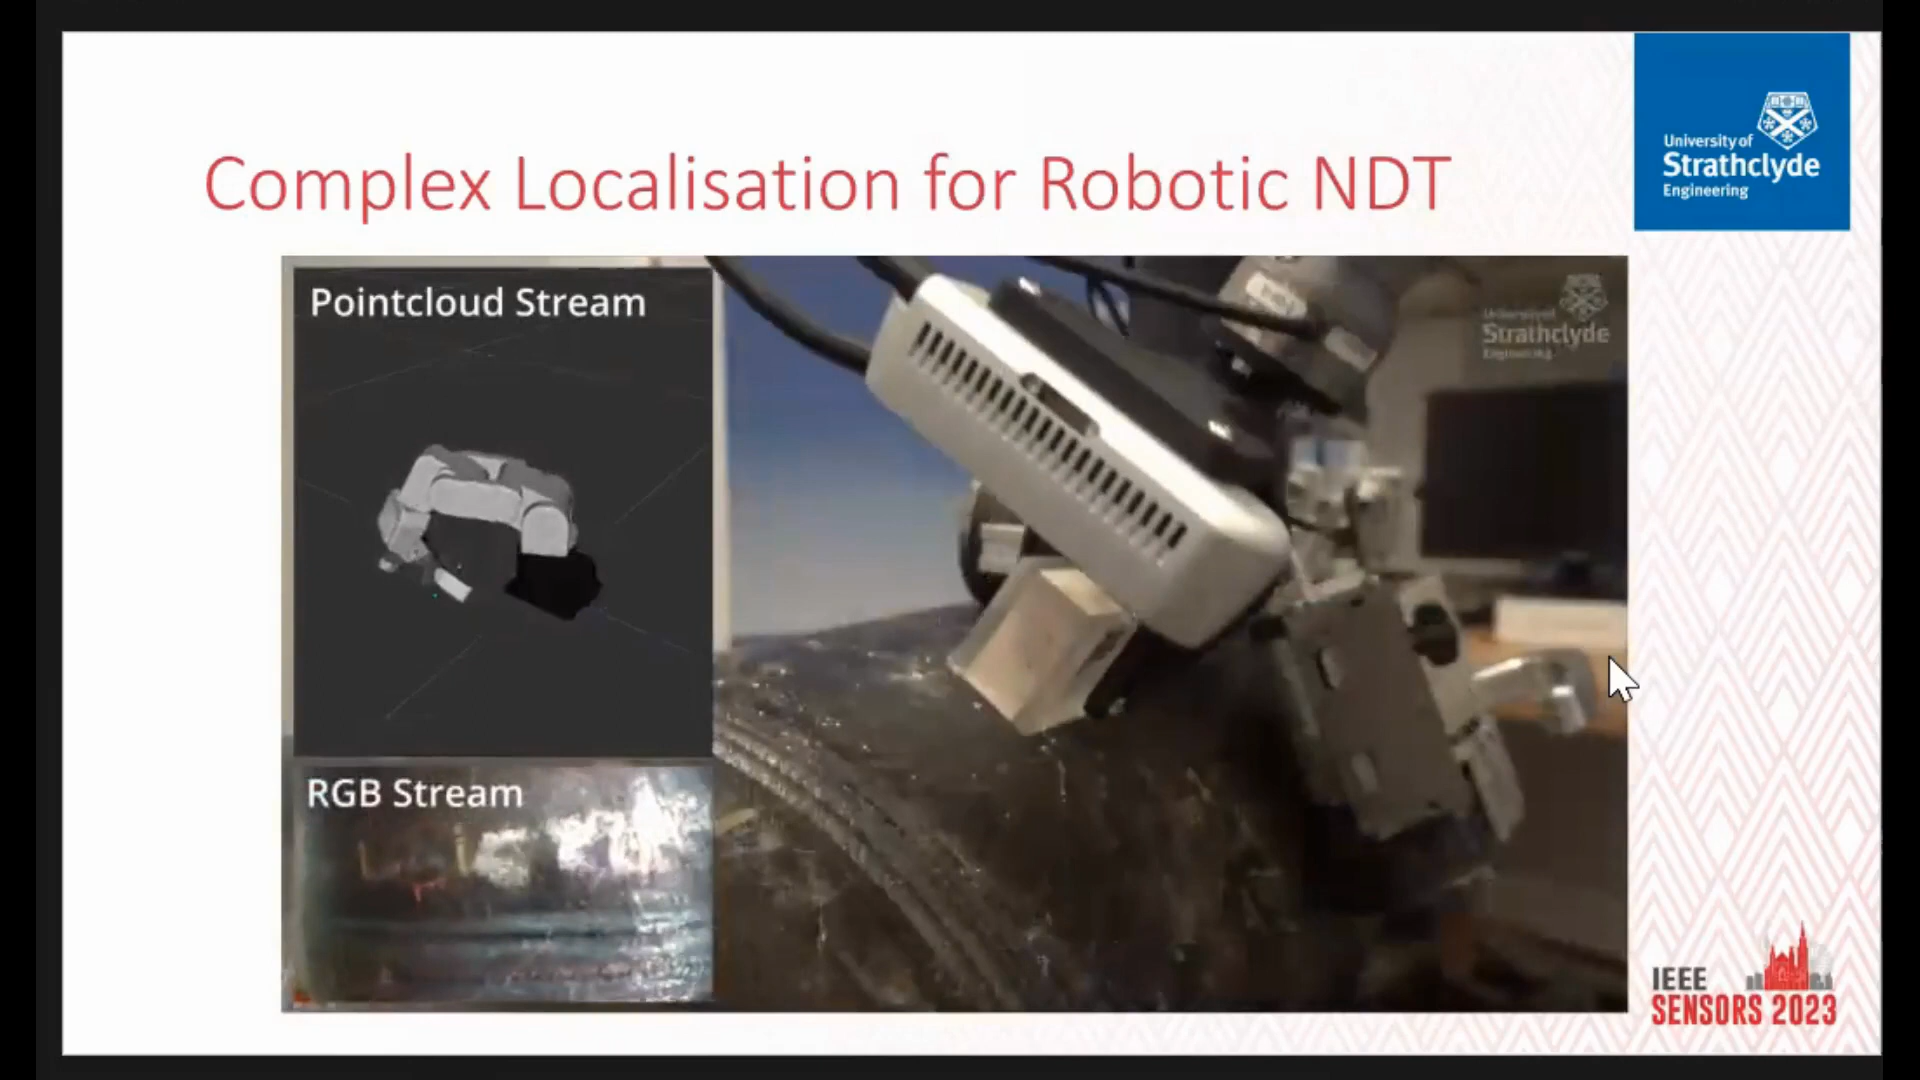 Complex Localisation for Robotic NDT
University of
Strathclyde
Engineering
Pointcloud Stream
University of
Strathclyde
Engineering
RGB Stream
IEEE
SENSORS 2023